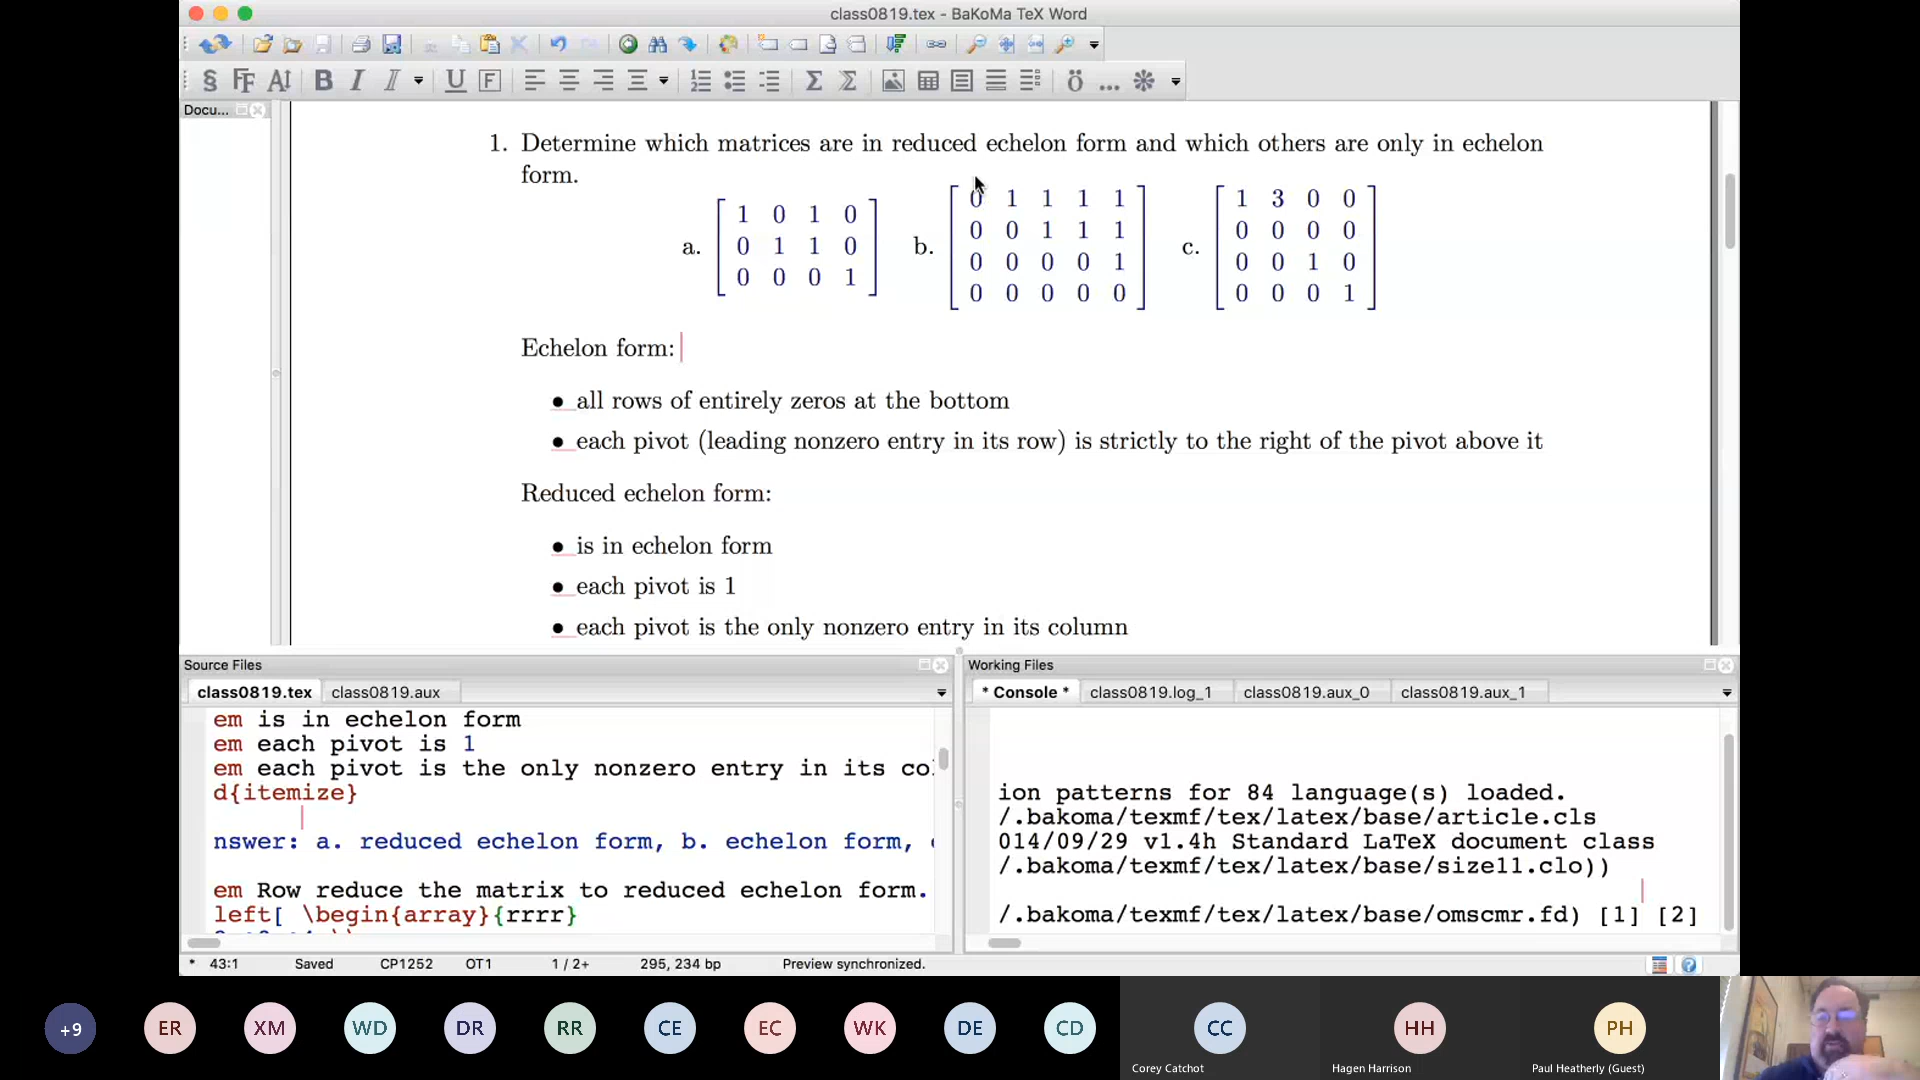 class0819.tex - BaKoMa TeX Word
Docu...
1. Determine which matrices are in reduced echelon form and which others are only in echelon
form.
a. [ 1 0 1 0
0 1 1 0
0 0 0 1 ]
b. [ 0 1 1 1 1
0 0 1 1 1
0 0 0 0 1
0 0 0 0 0 ]
c. [ 1 3 0 0
0 0 0 0
0 0 1 0
0 0 0 1 ]
Echelon form:
• all rows of entirely zeros at the bottom
• each pivot (leading nonzero entry in its row) is strictly to the right of the pivot above it
Reduced echelon form:
• is in echelon form
• each pivot is 1
• each pivot is the only nonzero entry in its column
Source Files
class0819.tex class0819.aux
em is in echelon form
em each pivot is 1
em each pivot is the only nonzero entry in its co
d{itemize}
nswer: a. reduced echelon form, b. echelon form,
em Row reduce the matrix to reduced echelon form.
left[ \begin{array}{rrrr}
Working Files
* Console * class0819.log_1 class0819.aux_0 class0819.aux_1
ion patterns for 84 language(s) loaded.
/.bakoma/texmf/tex/latex/base/article.cls
014/09/29 v1.4h Standard LaTeX document class
/.bakoma/texmf/tex/latex/base/size11.clo))
/.bakoma/texmf/tex/latex/base/omscmr.fd) [1] [2]
* 43:1 Saved CP1252 OT1 1 / 2+ 295, 234 bp Preview synchronized.
+9 ER XM WD DR RR CE EC WK DE CD CC HH PH
Corey Catchot Hagen Harrison Paul Heatherly (Guest)